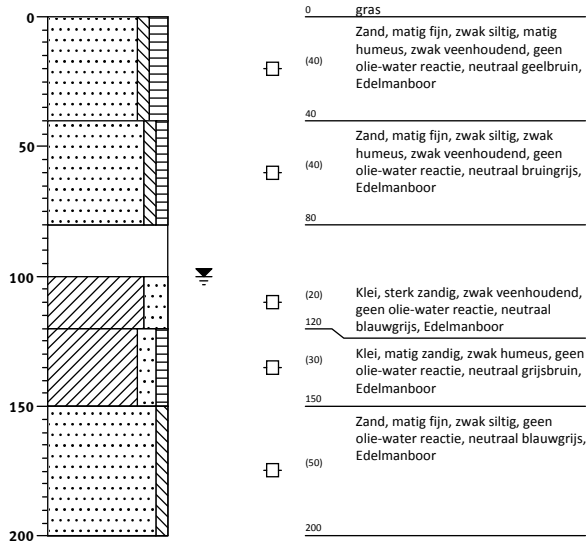 0
50
100
150
200
0 gras
(40)
Zand, matig fijn, zwak siltig, matig
humeus, zwak veenhoudend, geen
olie-water reactie, neutraal geelbruin,
Edelmanboor
40
(40)
Zand, matig fijn, zwak siltig, zwak
humeus, zwak veenhoudend, geen
olie-water reactie, neutraal bruingrijs,
Edelmanboor
80
(20)
Klei, sterk zandig, zwak veenhoudend,
geen olie-water reactie, neutraal
blauwgrijs, Edelmanboor
120
(30)
Klei, matig zandig, zwak humeus, geen
olie-water reactie, neutraal grijsbruin,
Edelmanboor
150
Zand, matig fijn, zwak siltig, geen
olie-water reactie, neutraal blauwgrijs,
Edelmanboor
(50)
200